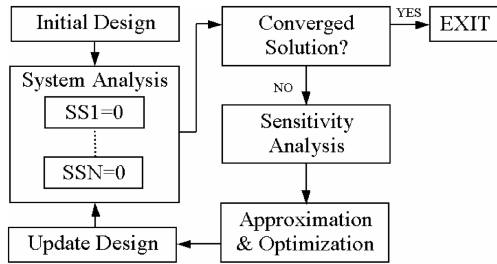 Initial Design
System Analysis
SS1=0
SSN=0
Update Design
Converged
Solution?
YES
EXIT
NO
Sensitivity
Analysis
Approximation
& Optimization